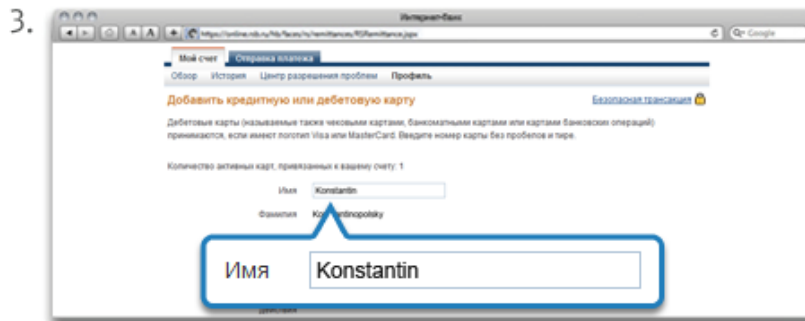 3.
Интернет-банк
Google
Мой счет Отправка платежа
Обзор История Центр разрешения проблем Профиль
Добавить кредитную или дебетовую карту Безопасная трансакция
Дебетовые карты (называемые также чековыми картами, банкоматными картами или картами банковских операций)
принимаются, если имеют логотип Visa или MasterCard. Введите номер карты без пробелов и тире.
Количество активных карт, привязанных к вашему счету: 1
Имя Konstantin
Фамилия
Имя Konstantin